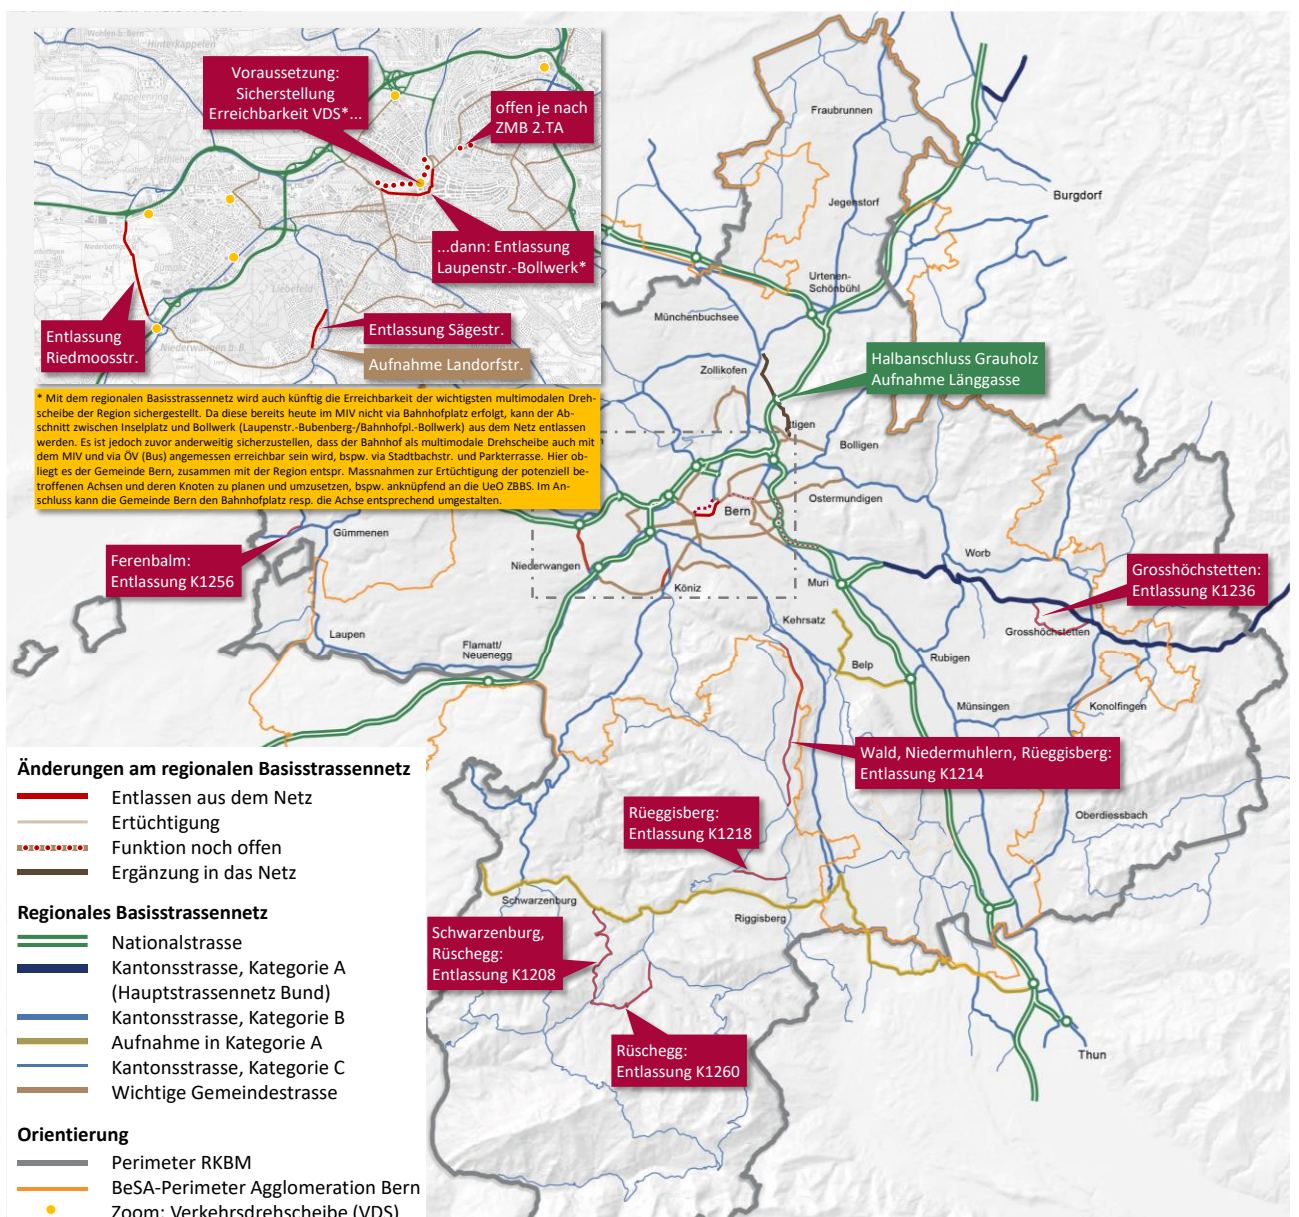 Wohlen b. Bern
Hinterkappelen
Kappelenring
Bethlehem
Niederbottigen
Bümpliz
Liebefeld
Niederwangen b. B.
Voraussetzung:
Sicherstellung
Erreichbarkeit VDS*...
offen je nach
ZMB 2.TA
...dann: Entlassung
Laupenstr.-Bollwerk*
Entlassung
Riedmoosstr.
Entlassung Sägestr.
Aufnahme Landorfstr.
* Mit dem regionalen Basisstrassennetz wird auch künftig die Erreichbarkeit der wichtigsten multimodalen Dreh-
scheibe der Region sichergestellt. Da diese bereits heute im MIV nicht via Bahnhofplatz erfolgt, kann der Ab-
schnitt zwischen Inselplatz und Bollwerk (Laupenstr.-Bubenberg-/Bahnhofpl.-Bollwerk) aus dem Netz entlassen
werden. Es ist jedoch zuvor anderweitig sicherzustellen, dass der Bahnhof als multimodale Drehscheibe auch mit
dem MIV und via ÖV (Bus) angemessen erreichbar sein wird, bspw. via Stadtbachstr. und Parkterrasse. Hier ob-
liegt es der Gemeinde Bern, zusammen mit der Region entspr. Massnahmen zur Ertüchtigung der potenziell be-
troffenen Achsen und deren Knoten zu planen und umzusetzen, bspw. anknüpfend an die UeO ZBBS. Im An-
schluss kann die Gemeinde Bern den Bahnhofplatz resp. die Achse entsprechend umgestalten.
Fraubrunnen
Burgdorf
Jegenstorf
Urtenen-
Schönbühl
Münchenbuchsee
Zollikofen
Halbanschluss Grauholz
Aufnahme Länggasse
ttigen
Bolligen
Ostermundigen
Bern
Gümmenen
Ferenbalm:
Entlassung K1256
Niederwangen
Köniz
Muri
Worb
Grosshöchstetten:
Entlassung K1236
Grosshöchstetten
Kehrsatz
Laupen
Flamatt/
Neuenegg
Belp
Rubigen
Münsingen
Konolfingen
Wald, Niedermuhlern, Rüeggisberg:
Entlassung K1214
Rüeggisberg:
Entlassung K1218
Oberdiessbach
Schwarzenburg
Riggisberg
Schwarzenburg,
Rüschegg:
Entlassung K1208
Rüschegg:
Entlassung K1260
Thun
Änderungen am regionalen Basisstrassennetz
Entlassen aus dem Netz
Ertüchtigung
Funktion noch offen
Ergänzung in das Netz
Regionales Basisstrassennetz
Nationalstrasse
Kantonsstrasse, Kategorie A
(Hauptstrassennetz Bund)
Kantonsstrasse, Kategorie B
Aufnahme in Kategorie A
Kantonsstrasse, Kategorie C
Wichtige Gemeindestrasse
Orientierung
Perimeter RKBM
BeSA-Perimeter Agglomeration Bern
Zoom: Verkehrsdrehscheibe (VDS)